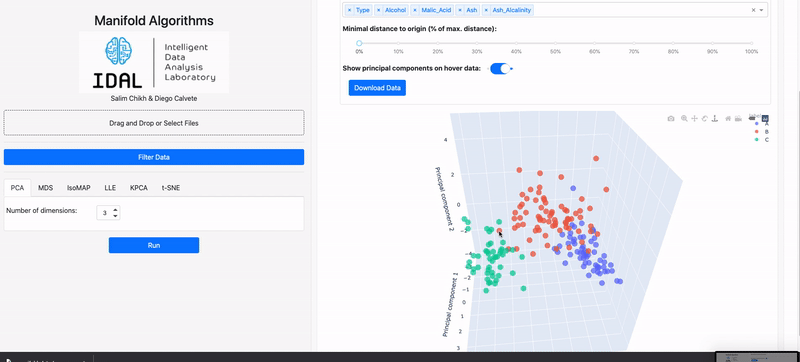 Manifold Algorithms
IDAL
Intelligent
Data
Analysis
Laboratory
Salim Chikh & Diego Calvete
Drag and Drop or Select Files
Filter Data
PCA MDS IsoMAP LLE KPCA t-SNE
Number of dimensions: 3
Run
× Type × Alcohol × Malic_Acid × Ash × Ash_Alcalinity
Minimal distance to origin (% of max. distance):
0% 10% 20% 30% 40% 50% 60% 70% 80% 90% 100%
Show principal components on hover data:
Download Data
A
B
C
4
2
0
−2
−4
Principal component 2
−2
−1
0
1
2
3
Principal component 1